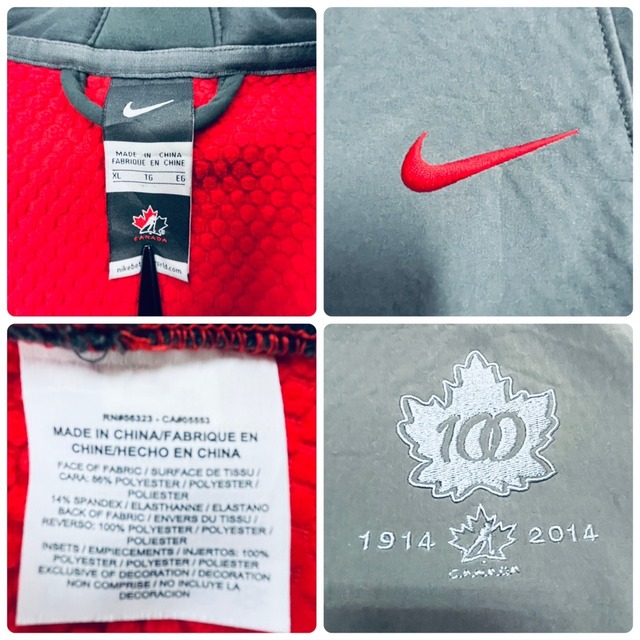 MADE IN CHINA
FABRIQUE EN CHINE
XL TG EG
CANADA
RN#56323 - CA#05553
MADE IN CHINA/FABRIQUE EN
CHINE/HECHO EN CHINA
FACE OF FABRIC / SURFACE DE TISSU /
CARA: 86% POLYESTER / POLYESTER /
POLIESTER
14% SPANDEX / ELASTHANNE / ELASTANO
BACK OF FABRIC / ENVERS DU TISSU /
REVERSO: 100% POLYESTER / POLYESTER /
POLIESTER
INSETS / EMPIECEMENTS / INJERTOS: 100%
POLYESTER / POLYESTER / POLIESTER
EXCLUSIVE OF DECORATION / DECORATION
NON COMPRISE / NO INCLUYE LA
DECORACION
100
1914 2014
CANADA